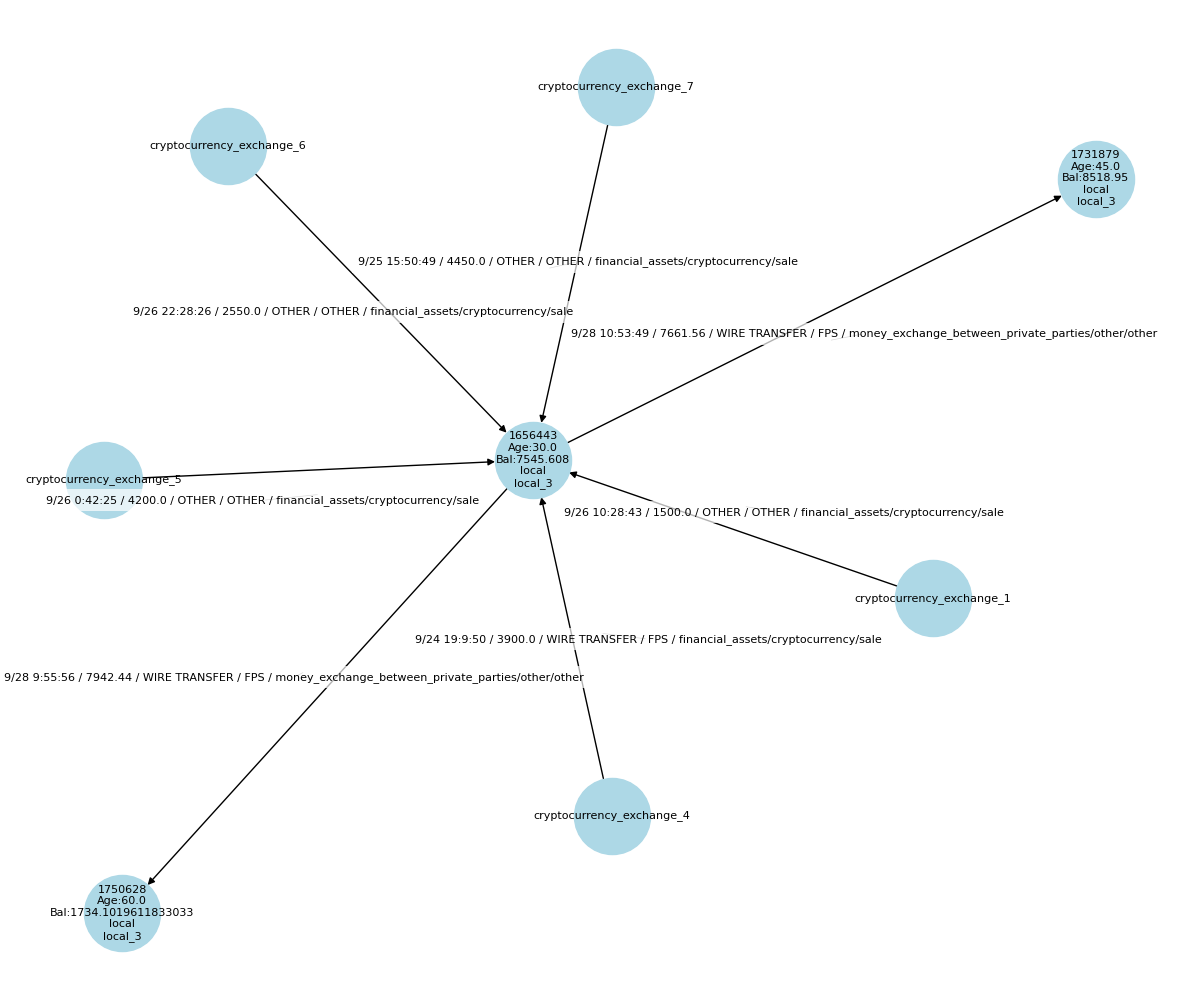 cryptocurrency_exchange_7
cryptocurrency_exchange_6
1731879
Age:45.0
Bal:8518.95
local
local_3
9/25 15:50:49 / 4450.0 / OTHER / OTHER / financial_assets/cryptocurrency/sale
9/26 22:28:26 / 2550.0 / OTHER / OTHER / financial_assets/cryptocurrency/sale
9/28 10:53:49 / 7661.56 / WIRE TRANSFER / FPS / money_exchange_between_private_parties/other/other
1656443
Age:30.0
Bal:7545.608
local
local_3
cryptocurrency_exchange_5
9/26 0:42:25 / 4200.0 / OTHER / OTHER / financial_assets/cryptocurrency/sale
9/26 10:28:43 / 1500.0 / OTHER / OTHER / financial_assets/cryptocurrency/sale
cryptocurrency_exchange_1
9/24 19:9:50 / 3900.0 / WIRE TRANSFER / FPS / financial_assets/cryptocurrency/sale
9/28 9:55:56 / 7942.44 / WIRE TRANSFER / FPS / money_exchange_between_private_parties/other/other
cryptocurrency_exchange_4
1750628
Age:60.0
Bal:1734.1019611833033
local
local_3